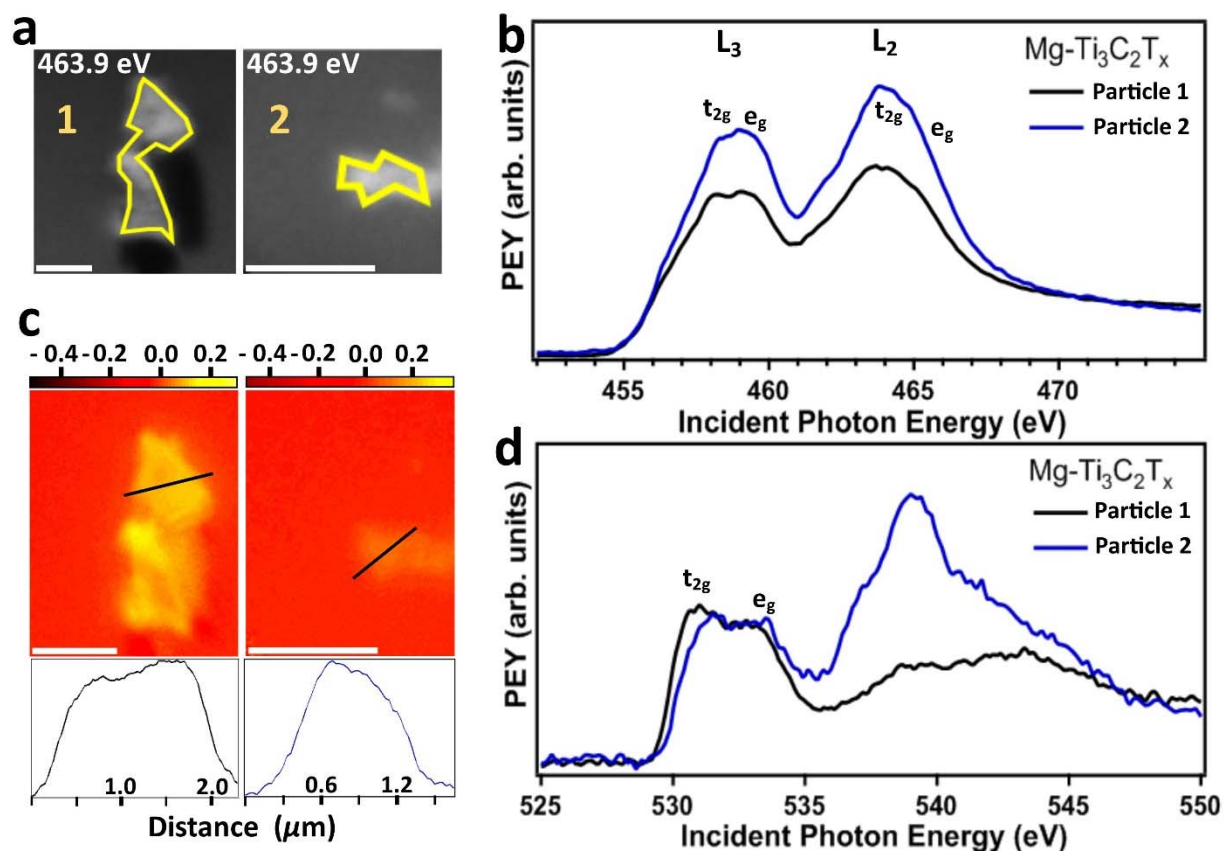 a
463.9 eV
1
463.9 eV
2
b
L₃ L₂
t₂g e_g t₂g e_g
Mg-Ti₃C₂Tₓ
Particle 1
Particle 2
PEY (arb. units)
455 460 465 470
Incident Photon Energy (eV)
c
- 0.4 - 0.2 0.0 0.2
- 0.4 - 0.2 0.0 0.2
1.0 2.0
0.6 1.2
Distance (μm)
d
t₂g e_g
Mg-Ti₃C₂Tₓ
Particle 1
Particle 2
PEY (arb. units)
525 530 535 540 545 550
Incident Photon Energy (eV)